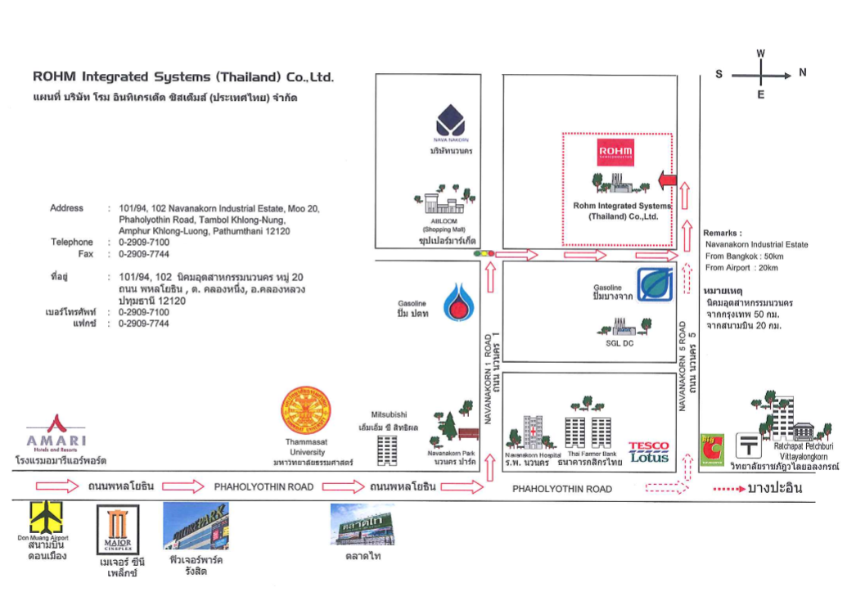 W
S
N
E
ROHM Integrated Systems (Thailand) Co.,Ltd.
แผนที่ บริษัท โรม อินทิเกรเต็ด ซิสเต็มส์ (ประเทศไทย) จำกัด
NAVA NAKORN
บริษัทนวนคร
ROHM
SEMICONDUCTOR
Rohm Integrated Systems
(Thailand) Co.,Ltd.
ABLOOM
(Shopping Mall)
ซุปเปอร์มาร์เก็ต
Address : 101/94, 102 Navanakorn Industrial Estate, Moo 20,
Phaholyothin Road, Tambol Khlong-Nung,
Amphur Khlong-Luong, Pathumthani 12120
Telephone : 0-2909-7100
Fax : 0-2909-7744
ที่อยู่ : 101/94, 102 นิคมอุตสาหกรรมนวนคร หมู่ 20
ถนน พหลโยธิน , ต. คลองหนึ่ง, อ.คลองหลวง
ปทุมธานี 12120
เบอร์โทรศัพท์ : 0-2909-7100
แฟกซ์ : 0-2909-7744
Remarks :
Navanakorn Industrial Estate
From Bangkok : 50km
From Airport : 20km
หมายเหตุ
นิคมอุตสาหกรรมนวนคร
จากกรุงเทพ 50 กม.
จากสนามบิน 20 กม.
Gasoline
ปั๊ม ปตท
Gasoline
ปั๊มบางจาก
SGL DC
NAVANAKORN 1 ROAD
ถนน นวนคร 1
NAVANAKORN 5 ROAD
ถนน นวนคร 5
AMARI
Hotels and Resorts
โรงแรมอมารีแอร์พอร์ต
Thammasat
University
มหาวิทยาลัยธรรมศาสตร์
Mitsubishi
เอ็มเอ็ม ซี สิทธิผล
Navanakorn Park
นวนคร ปาร์ค
Navanakorn Hospital
ร.พ. นวนคร
Thai Farmer Bank
ธนาคารกสิกรไทย
TESCO
Lotus
Big
C
Ratchapat Petchburi
Vittayalongkorn
วิทยาลัยราชภัฏวไลยอลงกรณ์
ถนนพหลโยธิน
PHAHOLYOTHIN ROAD
ถนนพหลโยธิน
PHAHOLYOTHIN ROAD
บางปะอิน
Don Muang Airport
สนามบิน
ดอนเมือง
MAJOR
CINEPLEX
เมเจอร์ ซีนี
เพล็กซ์
FUTURE PARK
ฟิวเจอร์พาร์ค
รังสิต
ตลาดไท
ตลาดไท